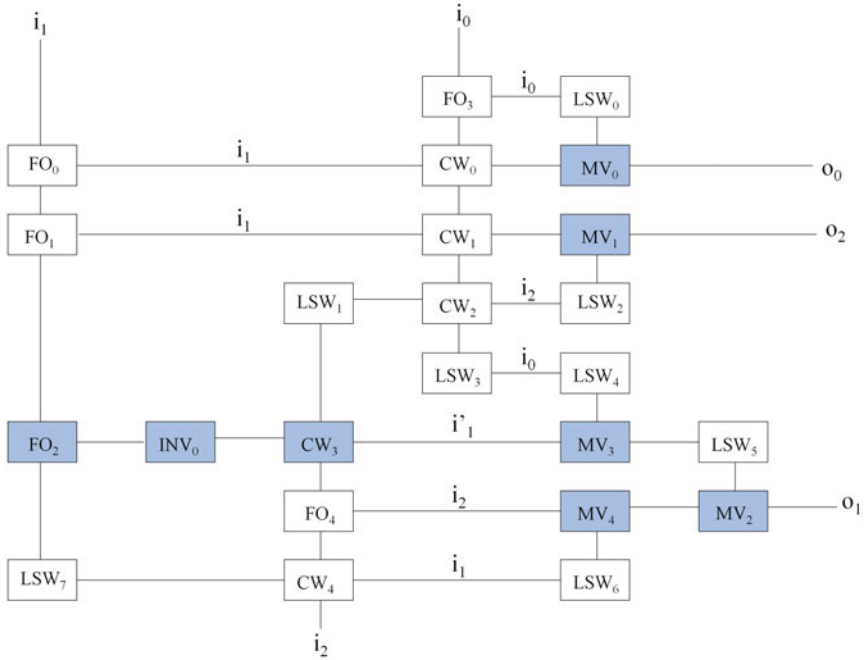 i₁ i₀
FO₃ i₀ LSW₀
FO₀ i₁ CW₀ MV₀ o₀
FO₁ i₁ CW₁ MV₁ o₂
LSW₁ CW₂ i₂ LSW₂
LSW₃ i₀ LSW₄
FO₂ INV₀ CW₃ i'₁ MV₃ LSW₅
FO₄ i₂ MV₄ MV₂ o₁
LSW₇ CW₄ i₁ LSW₆
i₂